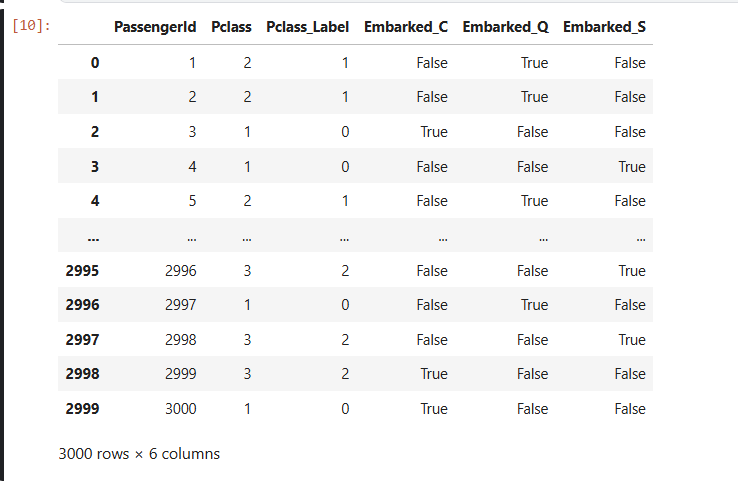 [10]:
PassengerId Pclass Pclass_Label Embarked_C Embarked_Q Embarked_S
0 1 2 1 False True False
1 2 2 1 False True False
2 3 1 0 True False False
3 4 1 0 False False True
4 5 2 1 False True False
... ... ... ... ... ... ...
2995 2996 3 2 False False True
2996 2997 1 0 False True False
2997 2998 3 2 False False True
2998 2999 3 2 True False False
2999 3000 1 0 True False False
3000 rows × 6 columns